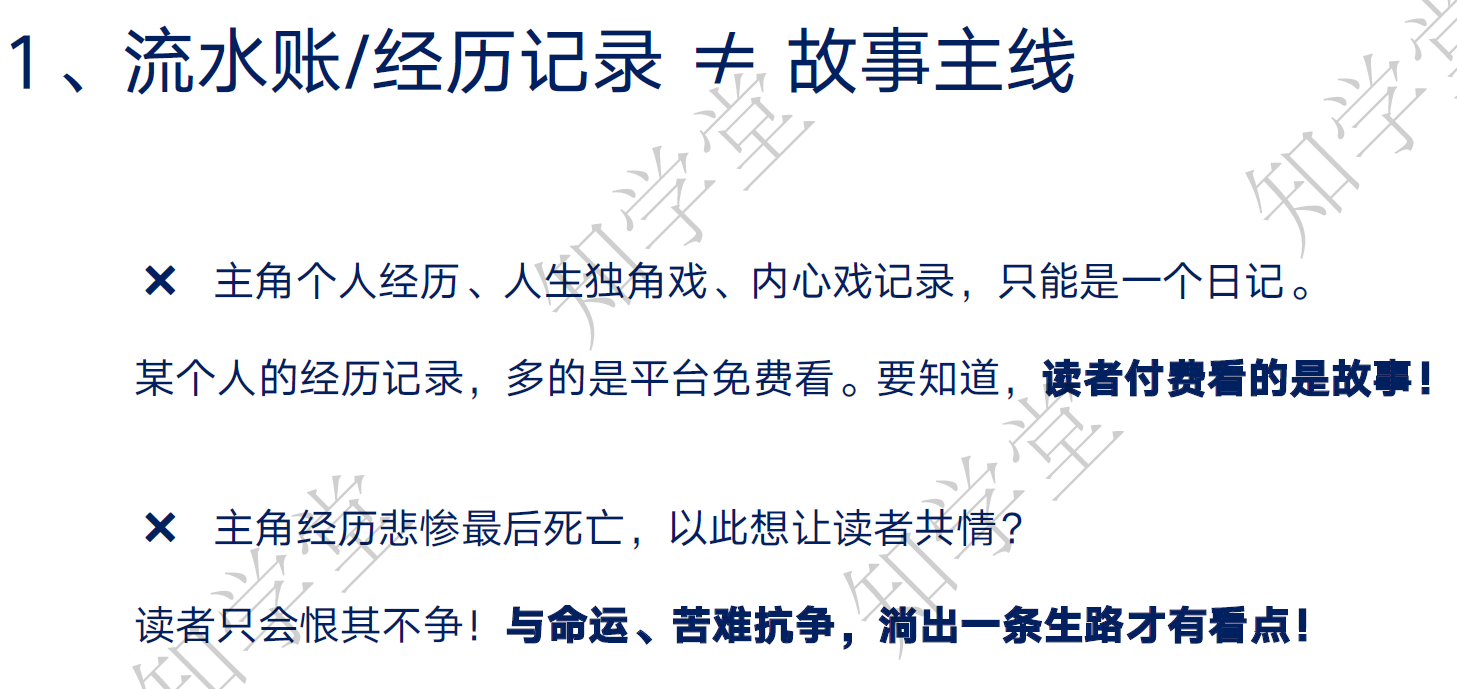 1、流水账/经历记录 ≠ 故事主线
× 主角个人经历、人生独角戏、内心戏记录，只能是一个日记。
某个人的经历记录，多的是平台免费看。要知道，读者付费看的是故事！
× 主角经历悲惨最后死亡，以此想让读者共情？
读者只会恨其不争！与命运、苦难抗争，淌出一条生路才有看点！
知学堂
知学堂
知学堂
知学堂